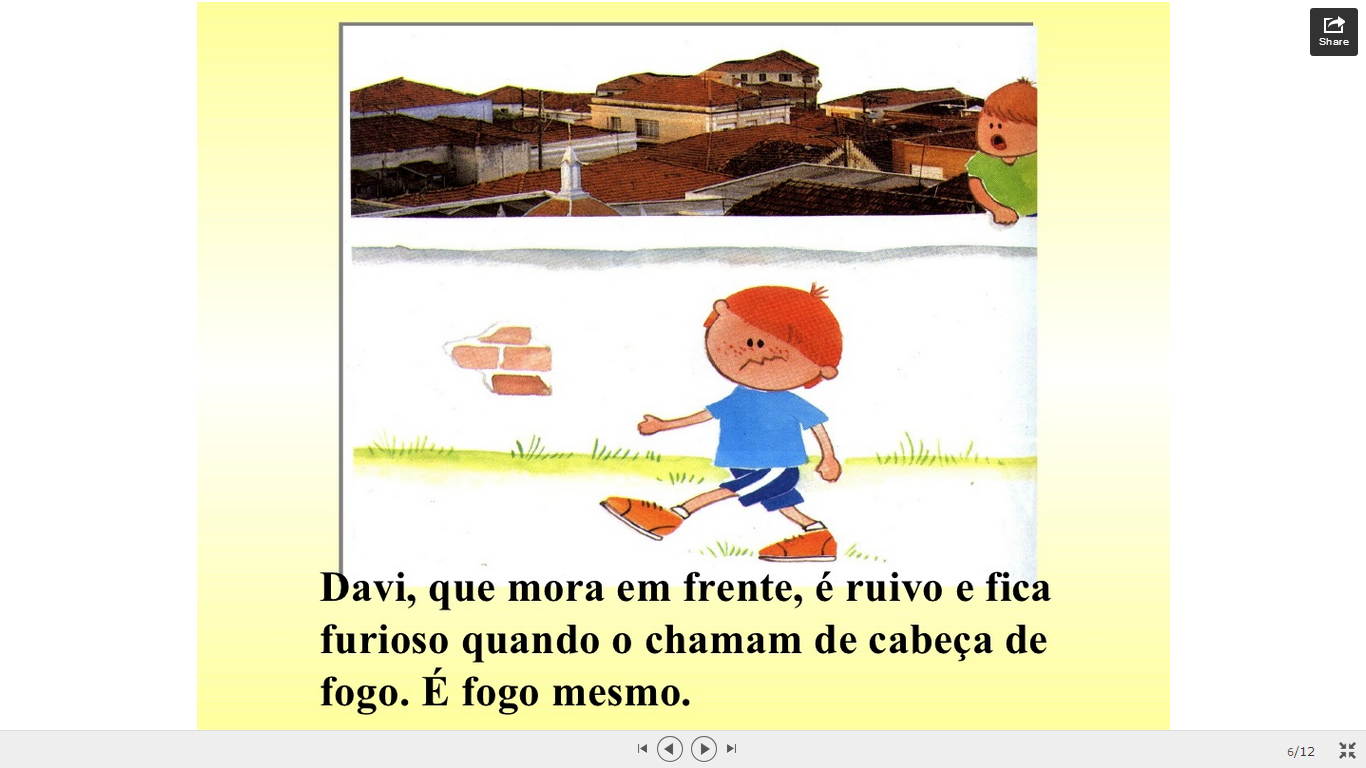 Share
Davi, que mora em frente, é ruivo e fica
furioso quando o chamam de cabeça de
fogo. É fogo mesmo.
6/12